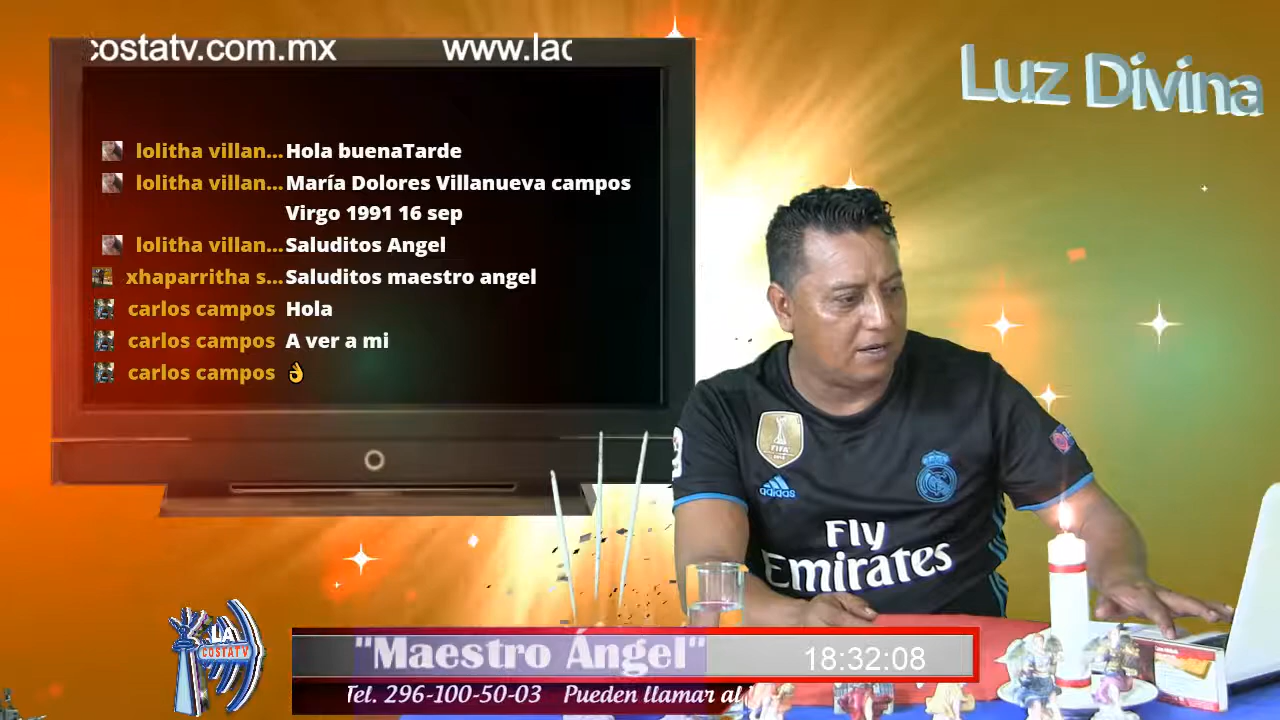 costatv.com.mx www.lac
Luz Divina
lolitha villan... Hola buenaTarde
lolitha villan... María Dolores Villanueva campos
Virgo 1991 16 sep
lolitha villan... Saluditos Angel
xhaparritha s... Saluditos maestro angel
carlos campos Hola
carlos campos A ver a mi
carlos campos 👌
FIFA
adidas
Fly
Emirates
LA
COSTATV
"Maestro Ángel" 18:32:08
Tel. 296-100-50-03 Pueden llamar al